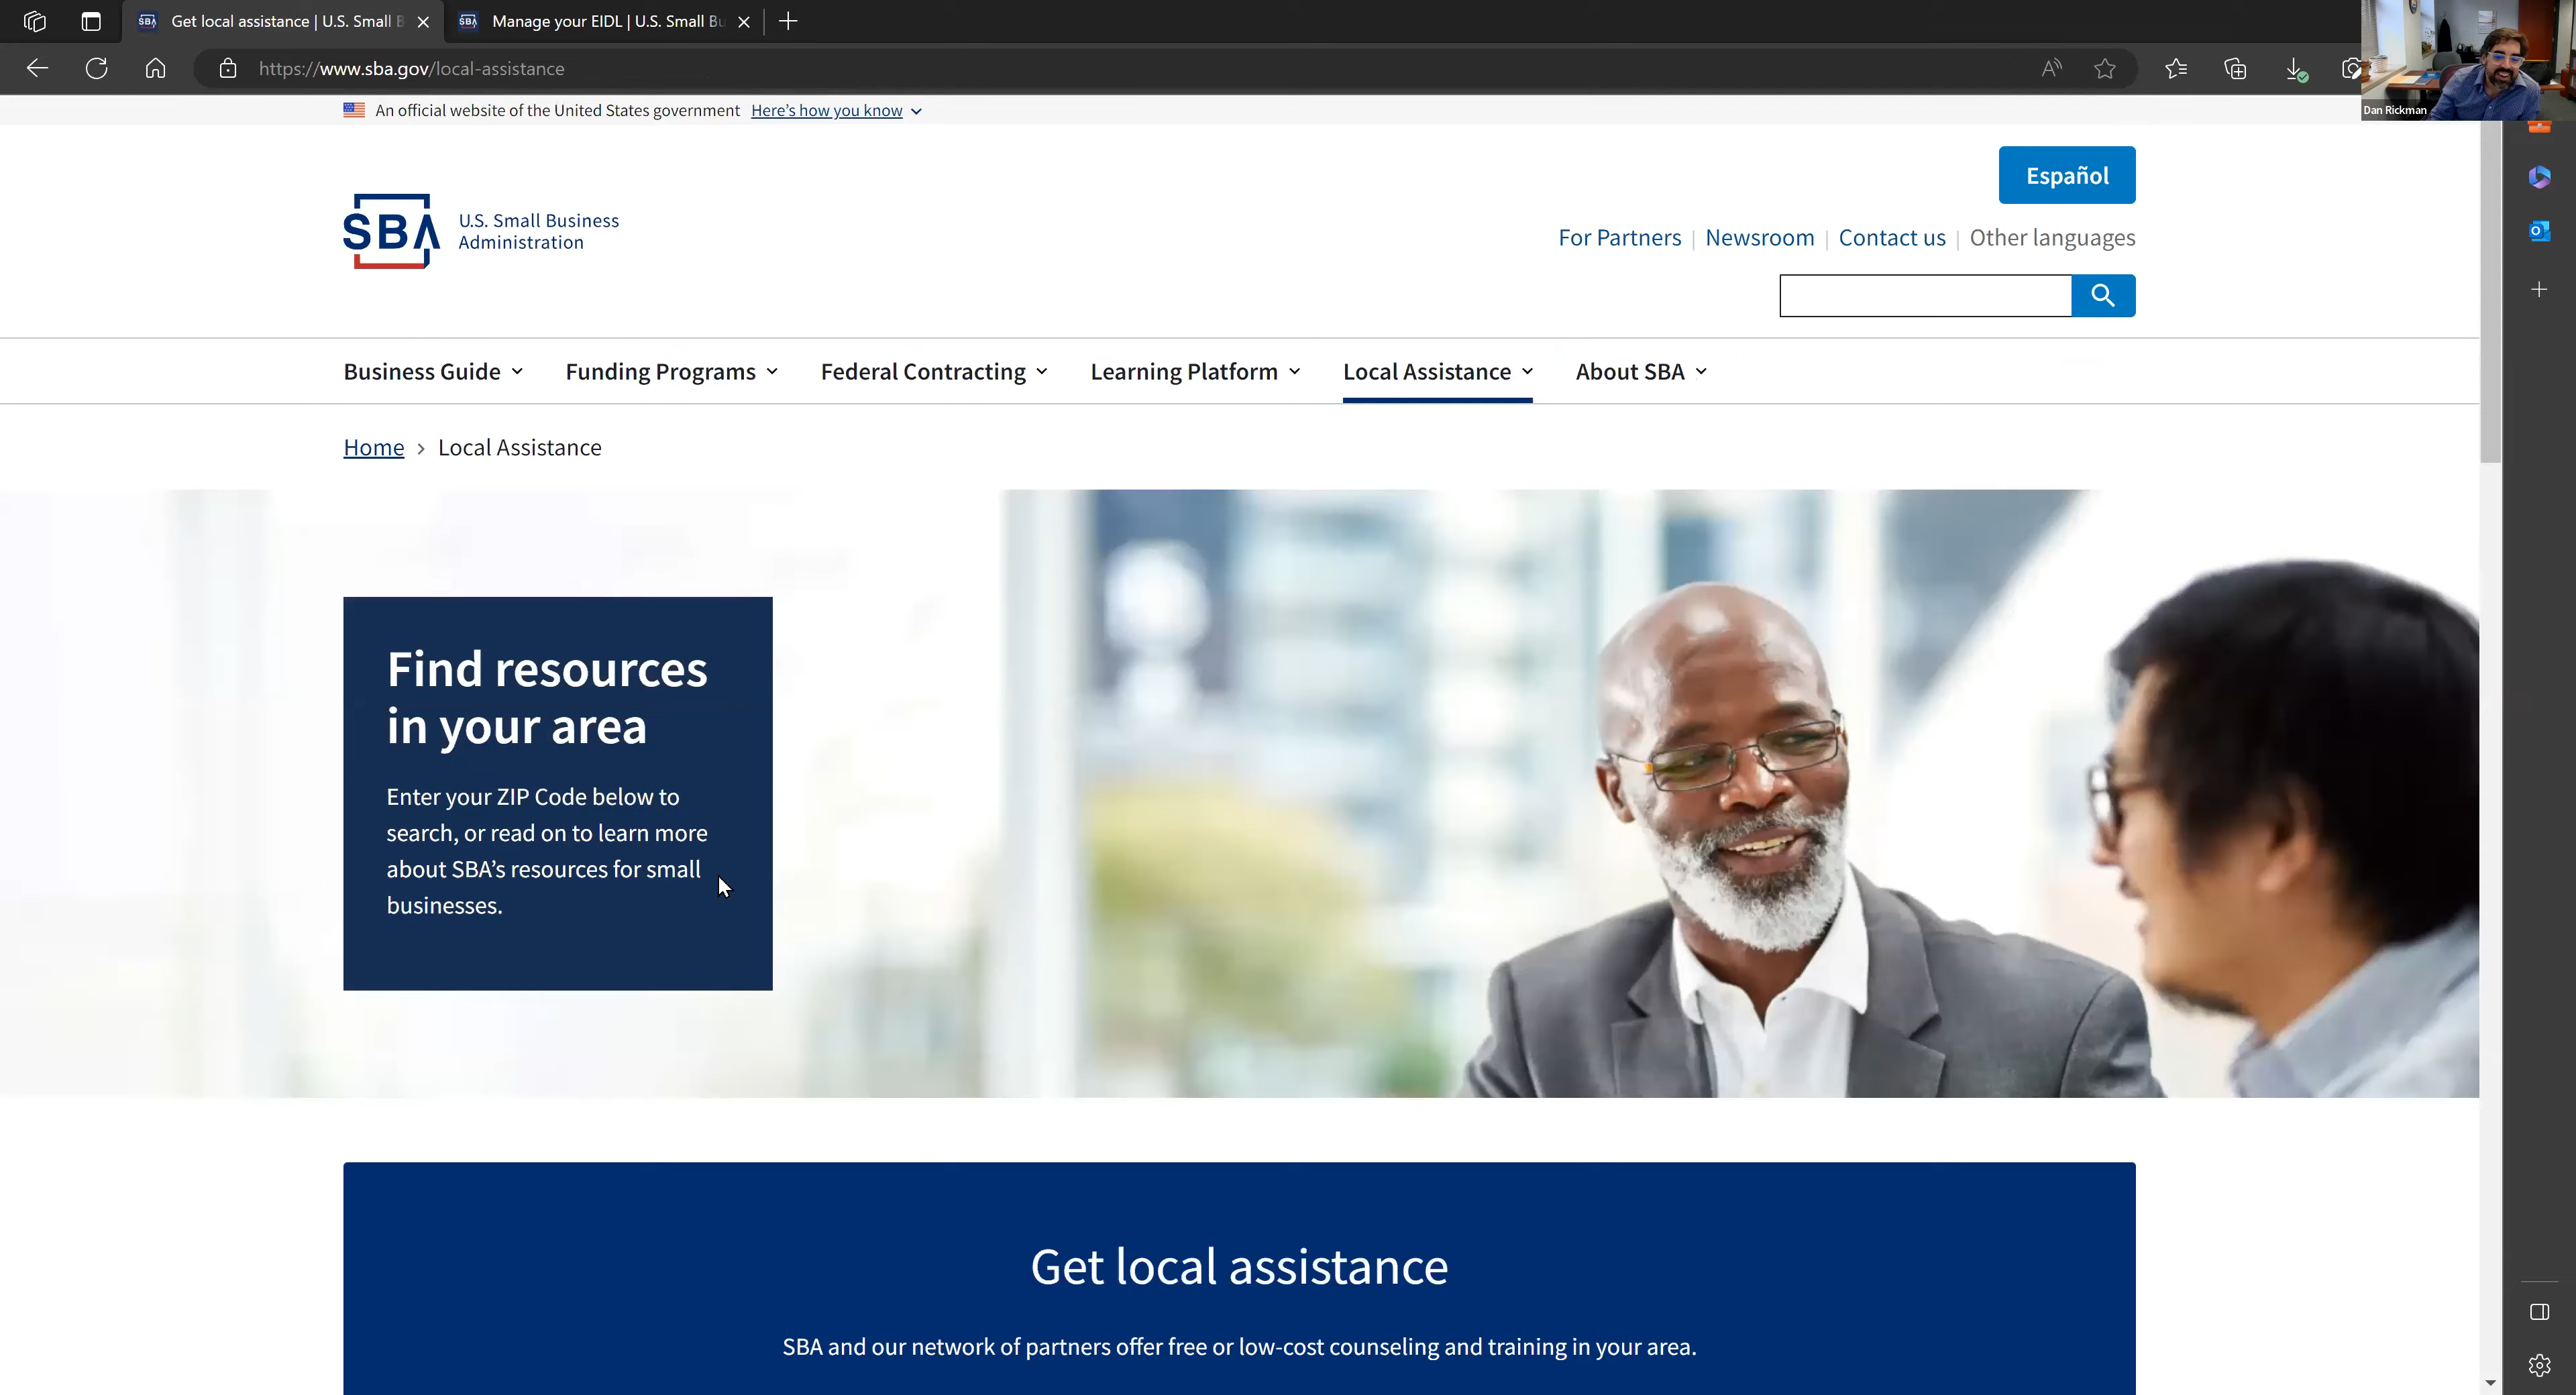 Get local assistance | U.S. Small B
Manage your EIDL | U.S. Small Bu
https://www.sba.gov/local-assistance
Dan Rickman
An official website of the United States government Here's how you know
Español
SBA U.S. Small Business
Administration
For Partners | Newsroom | Contact us | Other languages
Business Guide Funding Programs Federal Contracting Learning Platform Local Assistance About SBA
Home > Local Assistance
Find resources
in your area
Enter your ZIP Code below to
search, or read on to learn more
about SBA's resources for small
businesses.
Get local assistance
SBA and our network of partners offer free or low-cost counseling and training in your area.